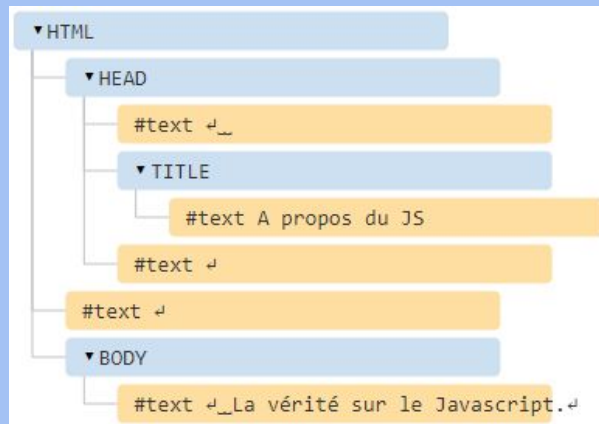 ▼ HTML
▼ HEAD
#text ↵␣␣
▼ TITLE
#text A propos du JS
#text ↵
#text ↵
▼ BODY
#text ↵␣␣La vérité sur le Javascript.↵